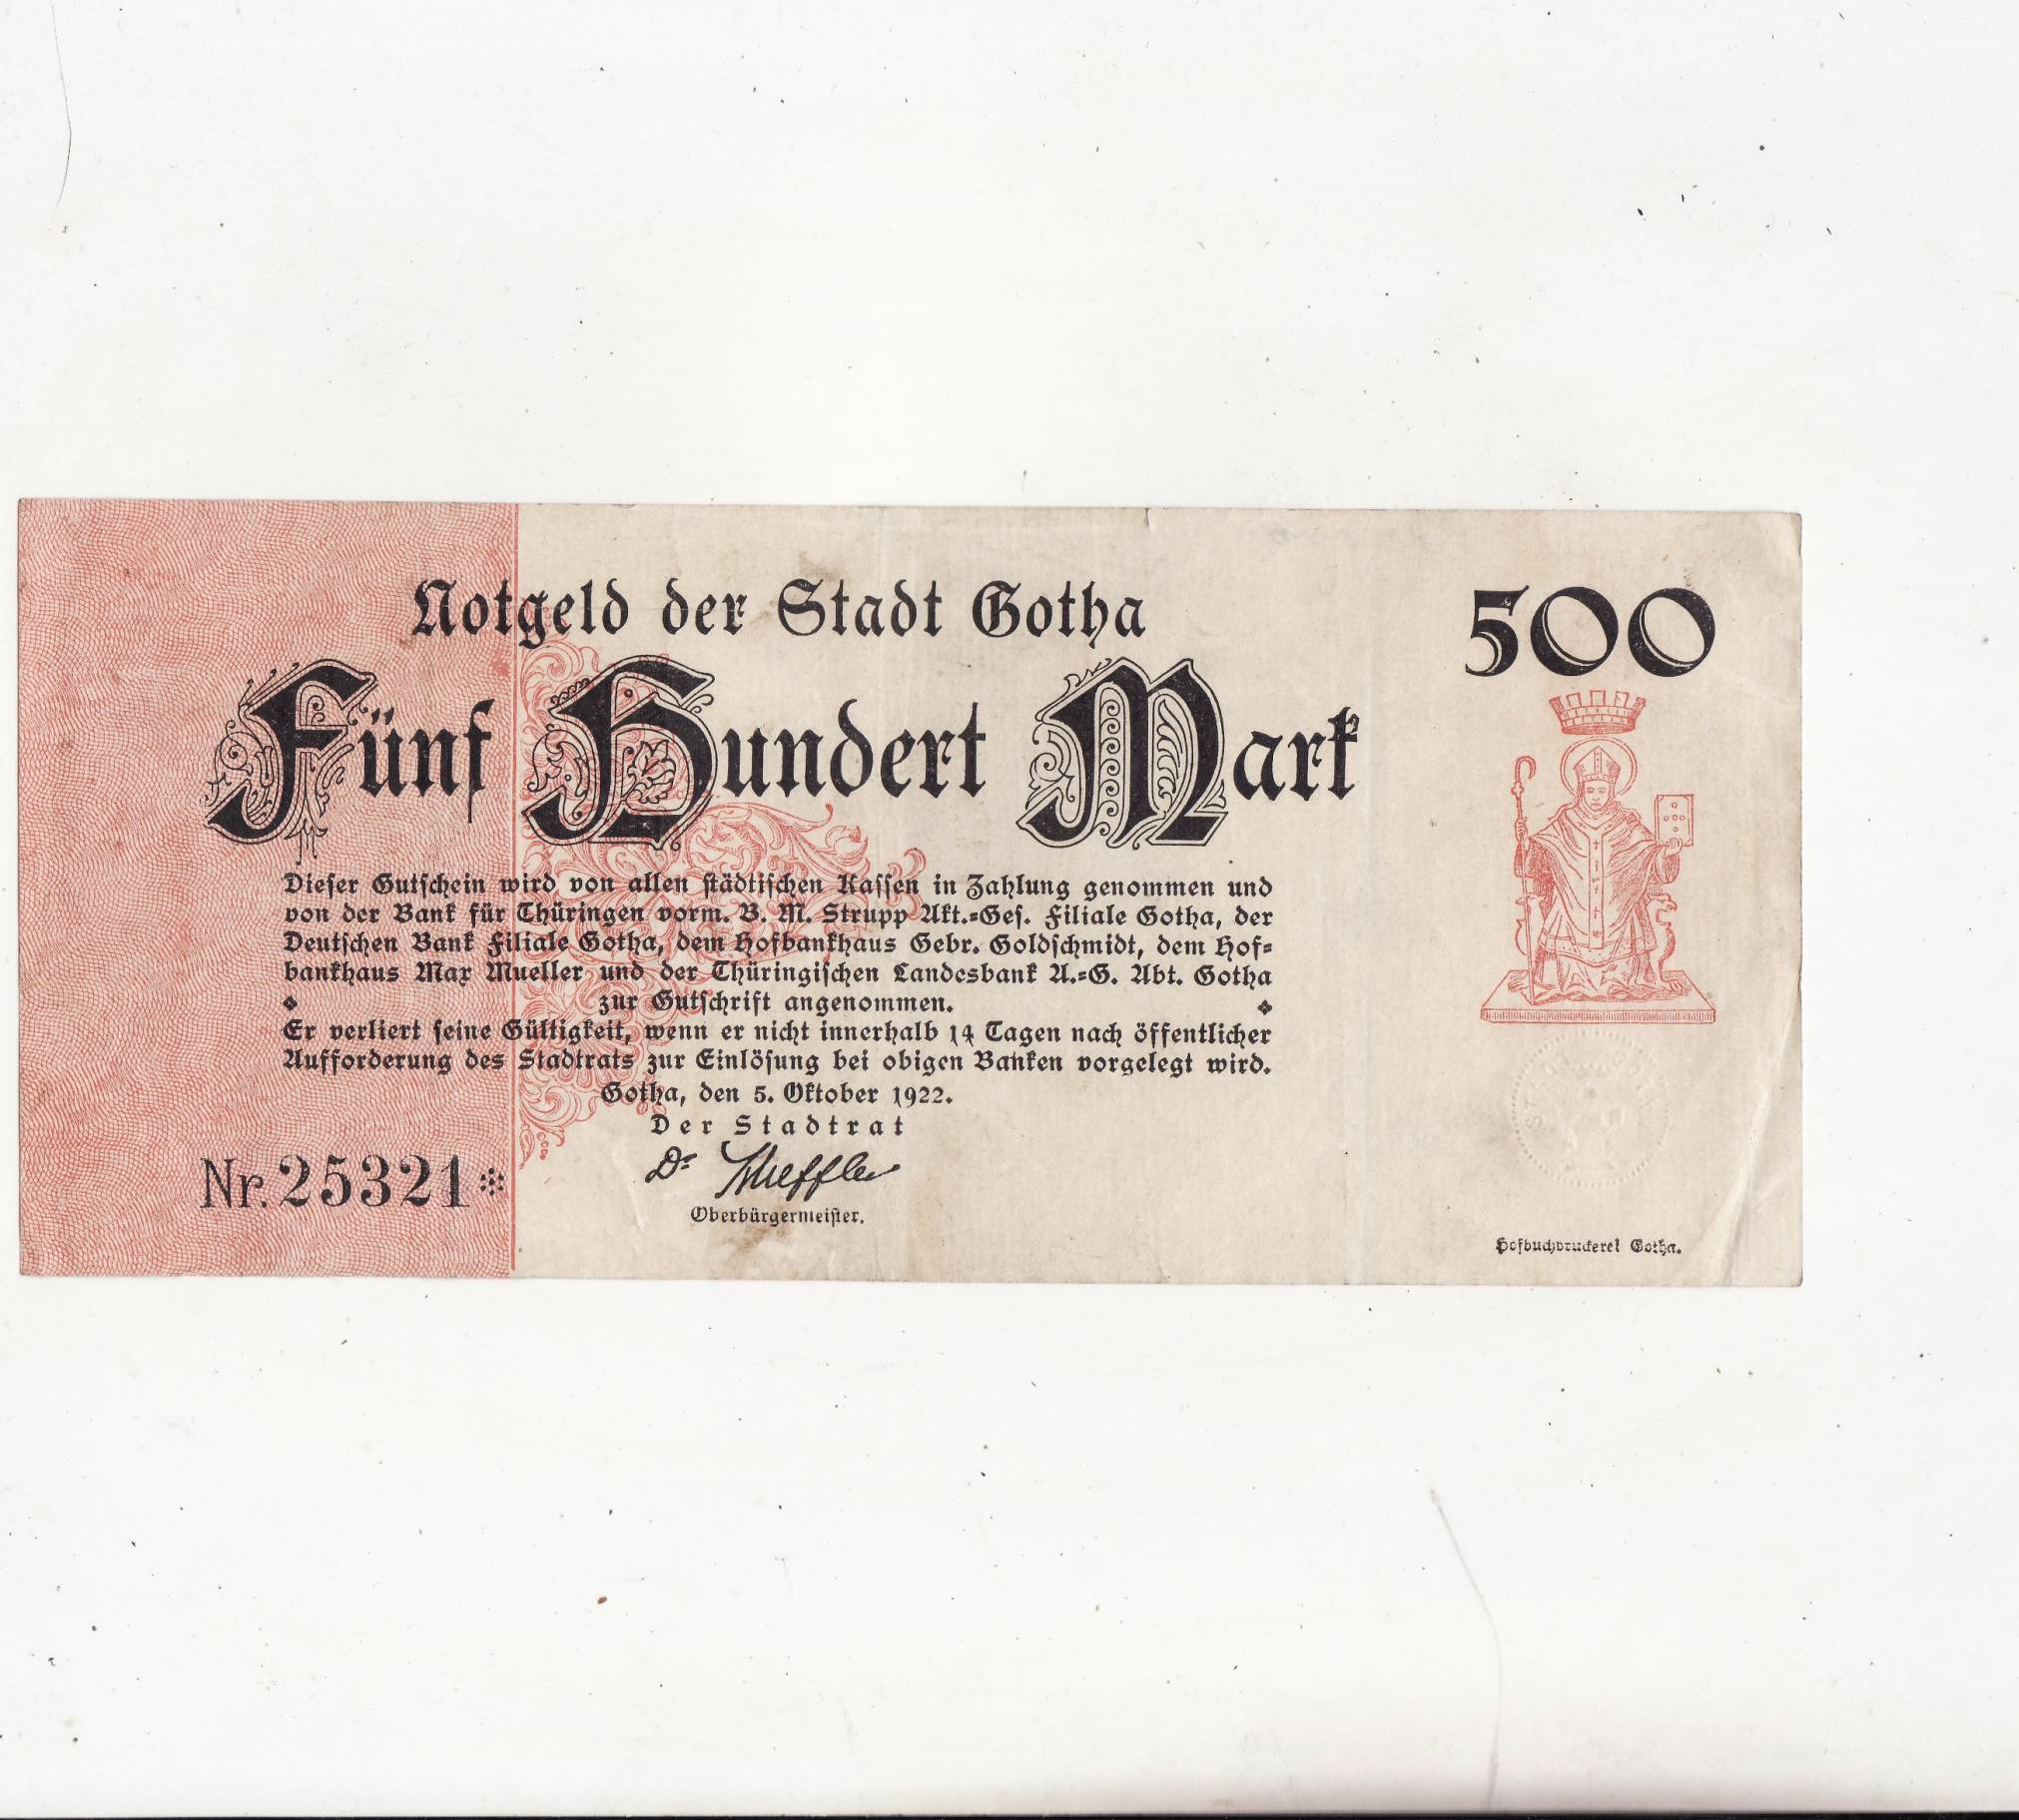 Notgeld der Stadt Gotha
500
Fünf Hundert Mark
Dieser Gutschein wird von allen städtischen Kassen in Zahlung genommen und
von der Bank für Thüringen vorm. B. M. Strupp Akt.=Ges. Filiale Gotha, der
Deutschen Bank Filiale Gotha, dem Hofbankhaus Gebr. Goldschmidt, dem Hof=
bankhaus Max Mueller und der Thüringischen Landesbank A.=G. Abt. Gotha
zur Gutschrift angenommen.
Er verliert seine Gültigkeit, wenn er nicht innerhalb 14 Tagen nach öffentlicher
Aufforderung des Stadtrats zur Einlösung bei obigen Banken vorgelegt wird.
Gotha, den 5. Oktober 1922.
Der Stadtrat
Dr Scheffler
Oberbürgermeister.
Nr. 25321*
Hofbuchdruckerei Gotha.